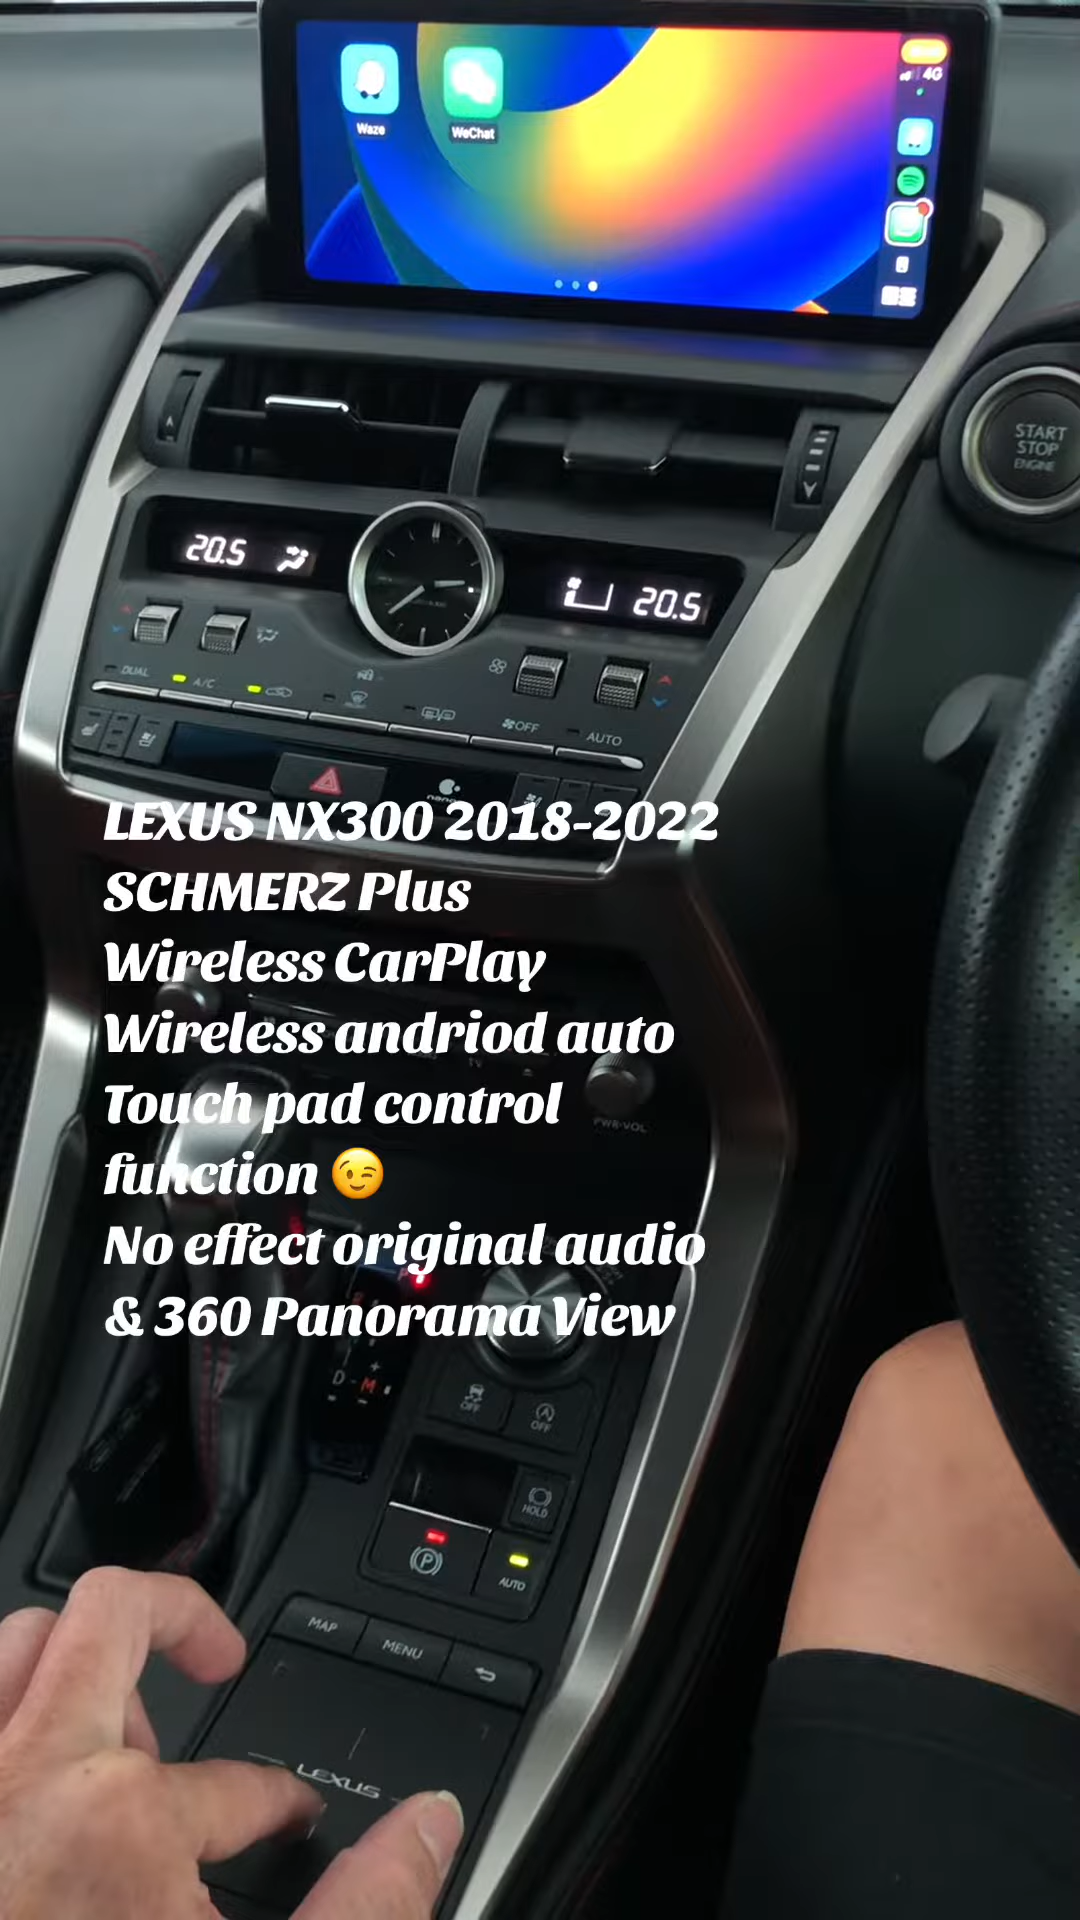 4G
Waze
WeChat
START
STOP
ENGINE
20.5
20.5
DUAL
A/C
OFF
AUTO
LEXUS NX300 2018-2022
SCHMERZ Plus
Wireless CarPlay
Wireless andriod auto
Touch pad control
function 😉
No effect original audio
& 360 Panorama View
PWR·VOL
D - M
+
OFF
OFF
HOLD
P
AUTO
MAP
MENU
LEXUS